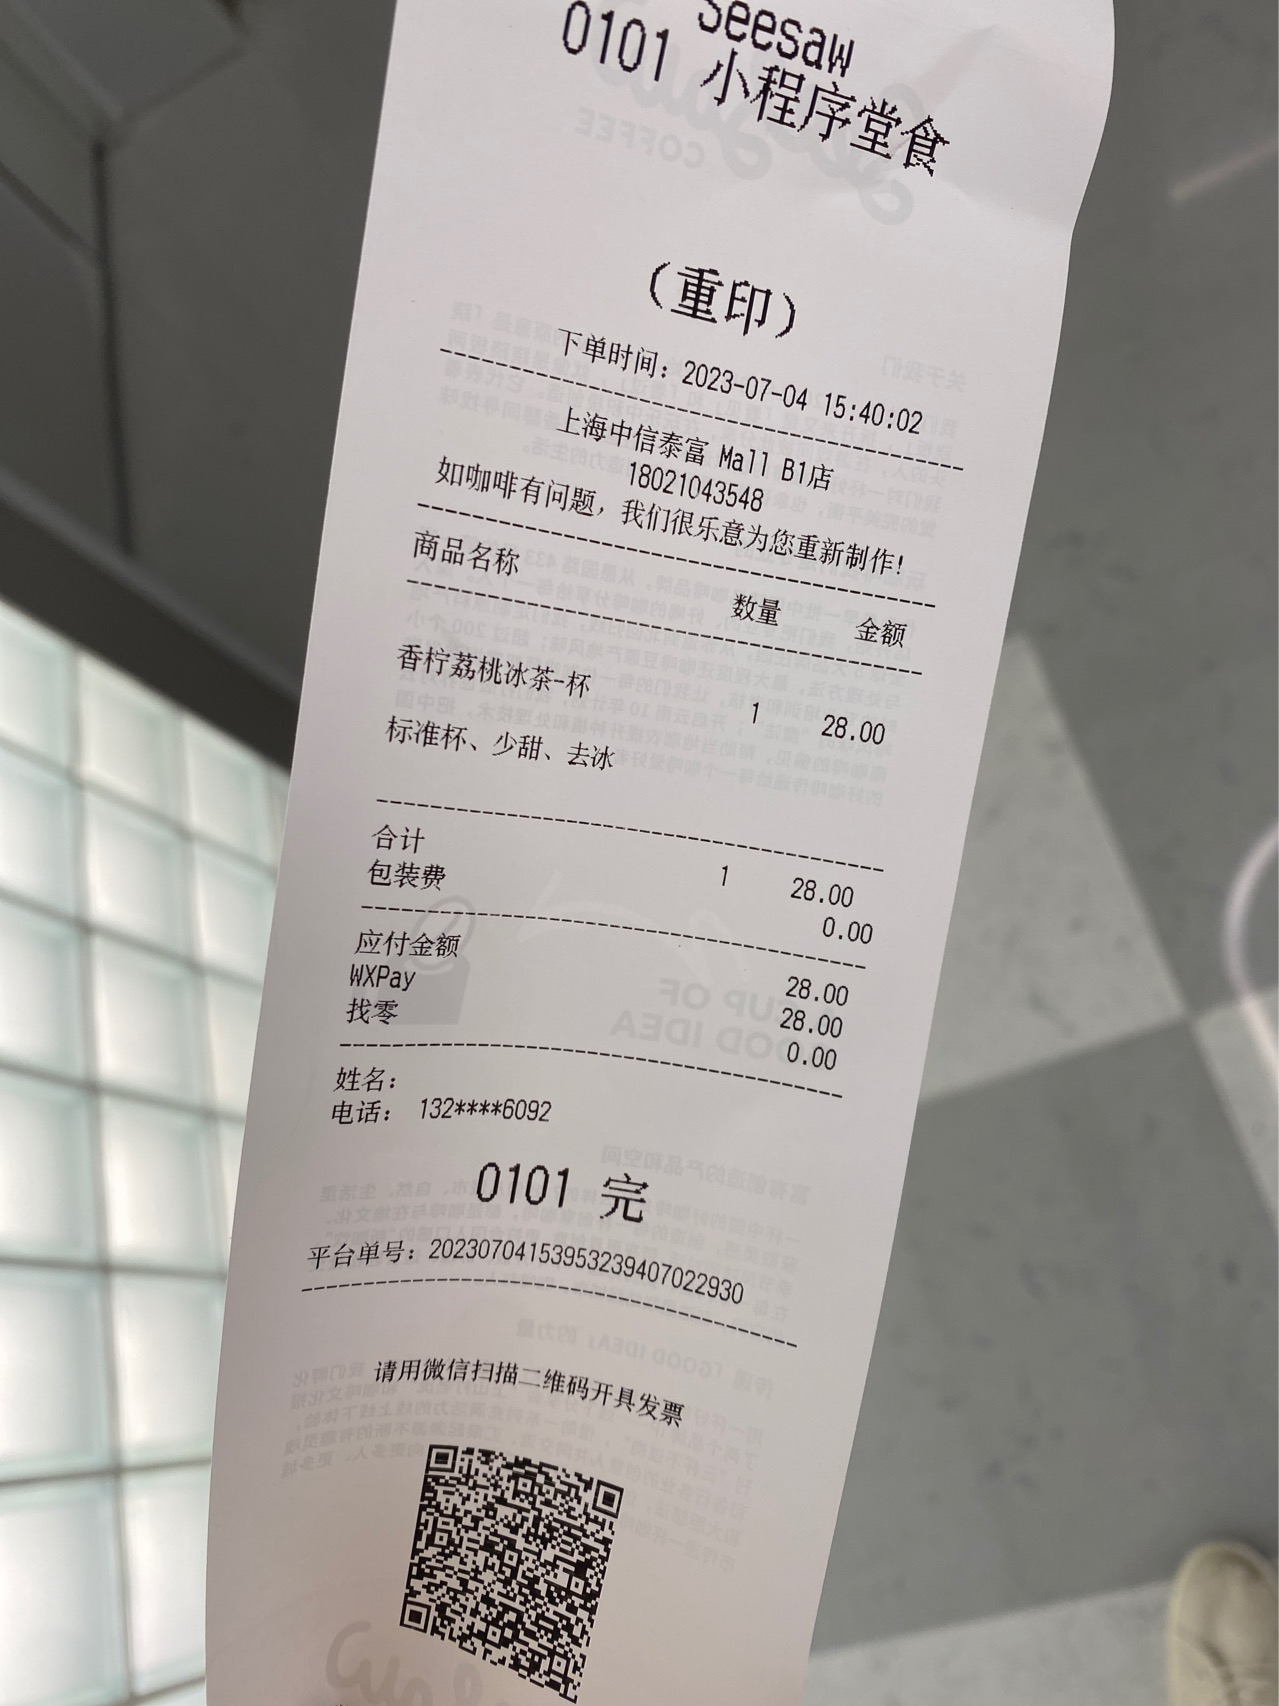 Seesaw
0101 小程序堂食
(重印)
下单时间: 2023-07-04 15:40:02
上海中信泰富 Mall B1店
18021043548
如咖啡有问题, 我们很乐意为您重新制作!
商品名称 数量 金额
香柠荔桃冰茶-杯 1 28.00
标准杯、少甜、去冰
合计 1 28.00
包装费 0.00
应付金额 28.00
WXPay 28.00
找零 0.00
姓名:
电话: 132****6092
0101 完
平台单号: 20230704153953239407022930
请用微信扫描二维码开具发票